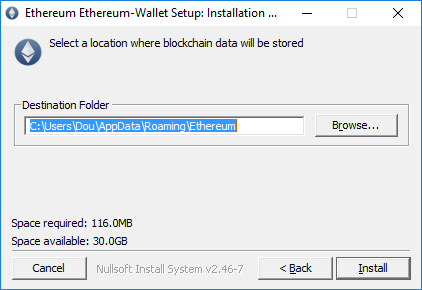 Ethereum Ethereum-Wallet Setup: Installation ...
Select a location where blockchain data will be stored
Destination Folder
C:\Users\Dou\AppData\Roaming\Ethereum
Browse...
Space required: 116.0MB
Space available: 30.0GB
Cancel
Nullsoft Install System v2.46-7
< Back
Install